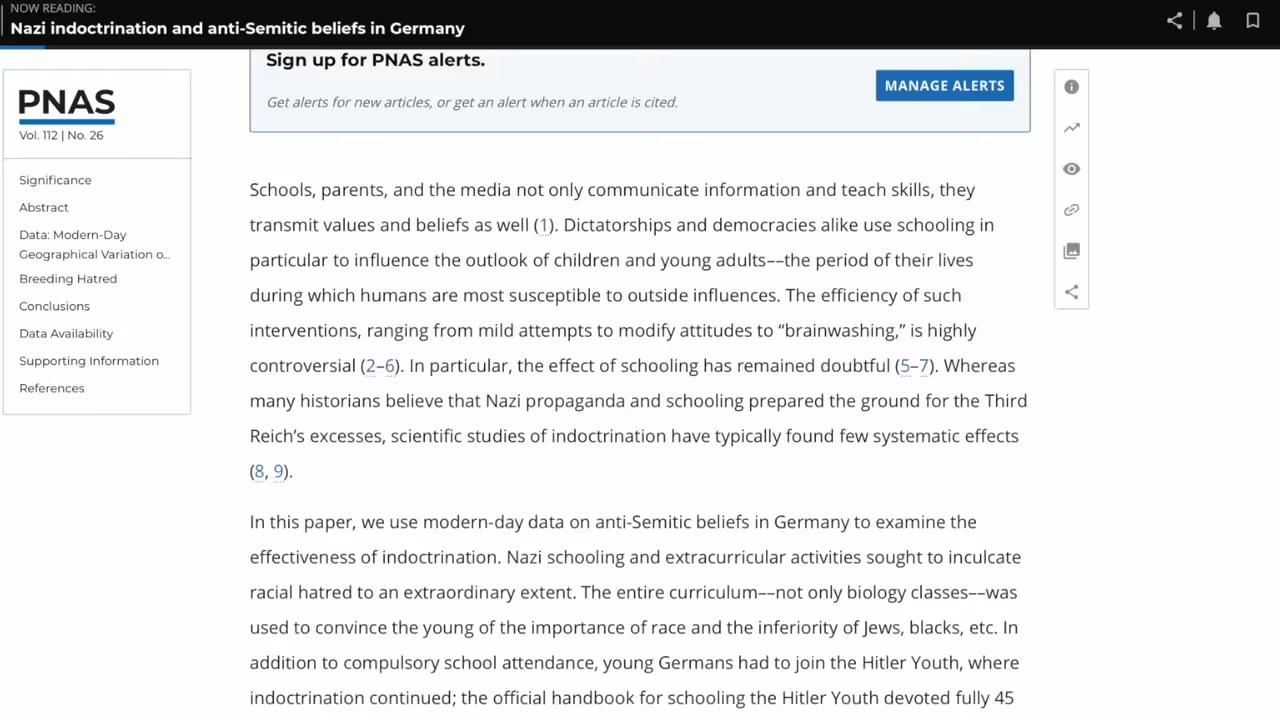 NOW READING:
Nazi indoctrination and anti-Semitic beliefs in Germany
Sign up for PNAS alerts.
Get alerts for new articles, or get an alert when an article is cited.
MANAGE ALERTS
PNAS
Vol. 112 | No. 26
Significance
Abstract
Data: Modern-Day
Geographical Variation o...
Breeding Hatred
Conclusions
Data Availability
Supporting Information
References
Schools, parents, and the media not only communicate information and teach skills, they
transmit values and beliefs as well (1). Dictatorships and democracies alike use schooling in
particular to influence the outlook of children and young adults––the period of their lives
during which humans are most susceptible to outside influences. The efficiency of such
interventions, ranging from mild attempts to modify attitudes to “brainwashing,” is highly
controversial (2–6). In particular, the effect of schooling has remained doubtful (5–7). Whereas
many historians believe that Nazi propaganda and schooling prepared the ground for the Third
Reich’s excesses, scientific studies of indoctrination have typically found few systematic effects
(8, 9).
In this paper, we use modern-day data on anti-Semitic beliefs in Germany to examine the
effectiveness of indoctrination. Nazi schooling and extracurricular activities sought to inculcate
racial hatred to an extraordinary extent. The entire curriculum––not only biology classes––was
used to convince the young of the importance of race and the inferiority of Jews, blacks, etc. In
addition to compulsory school attendance, young Germans had to join the Hitler Youth, where
indoctrination continued; the official handbook for schooling the Hitler Youth devoted fully 45